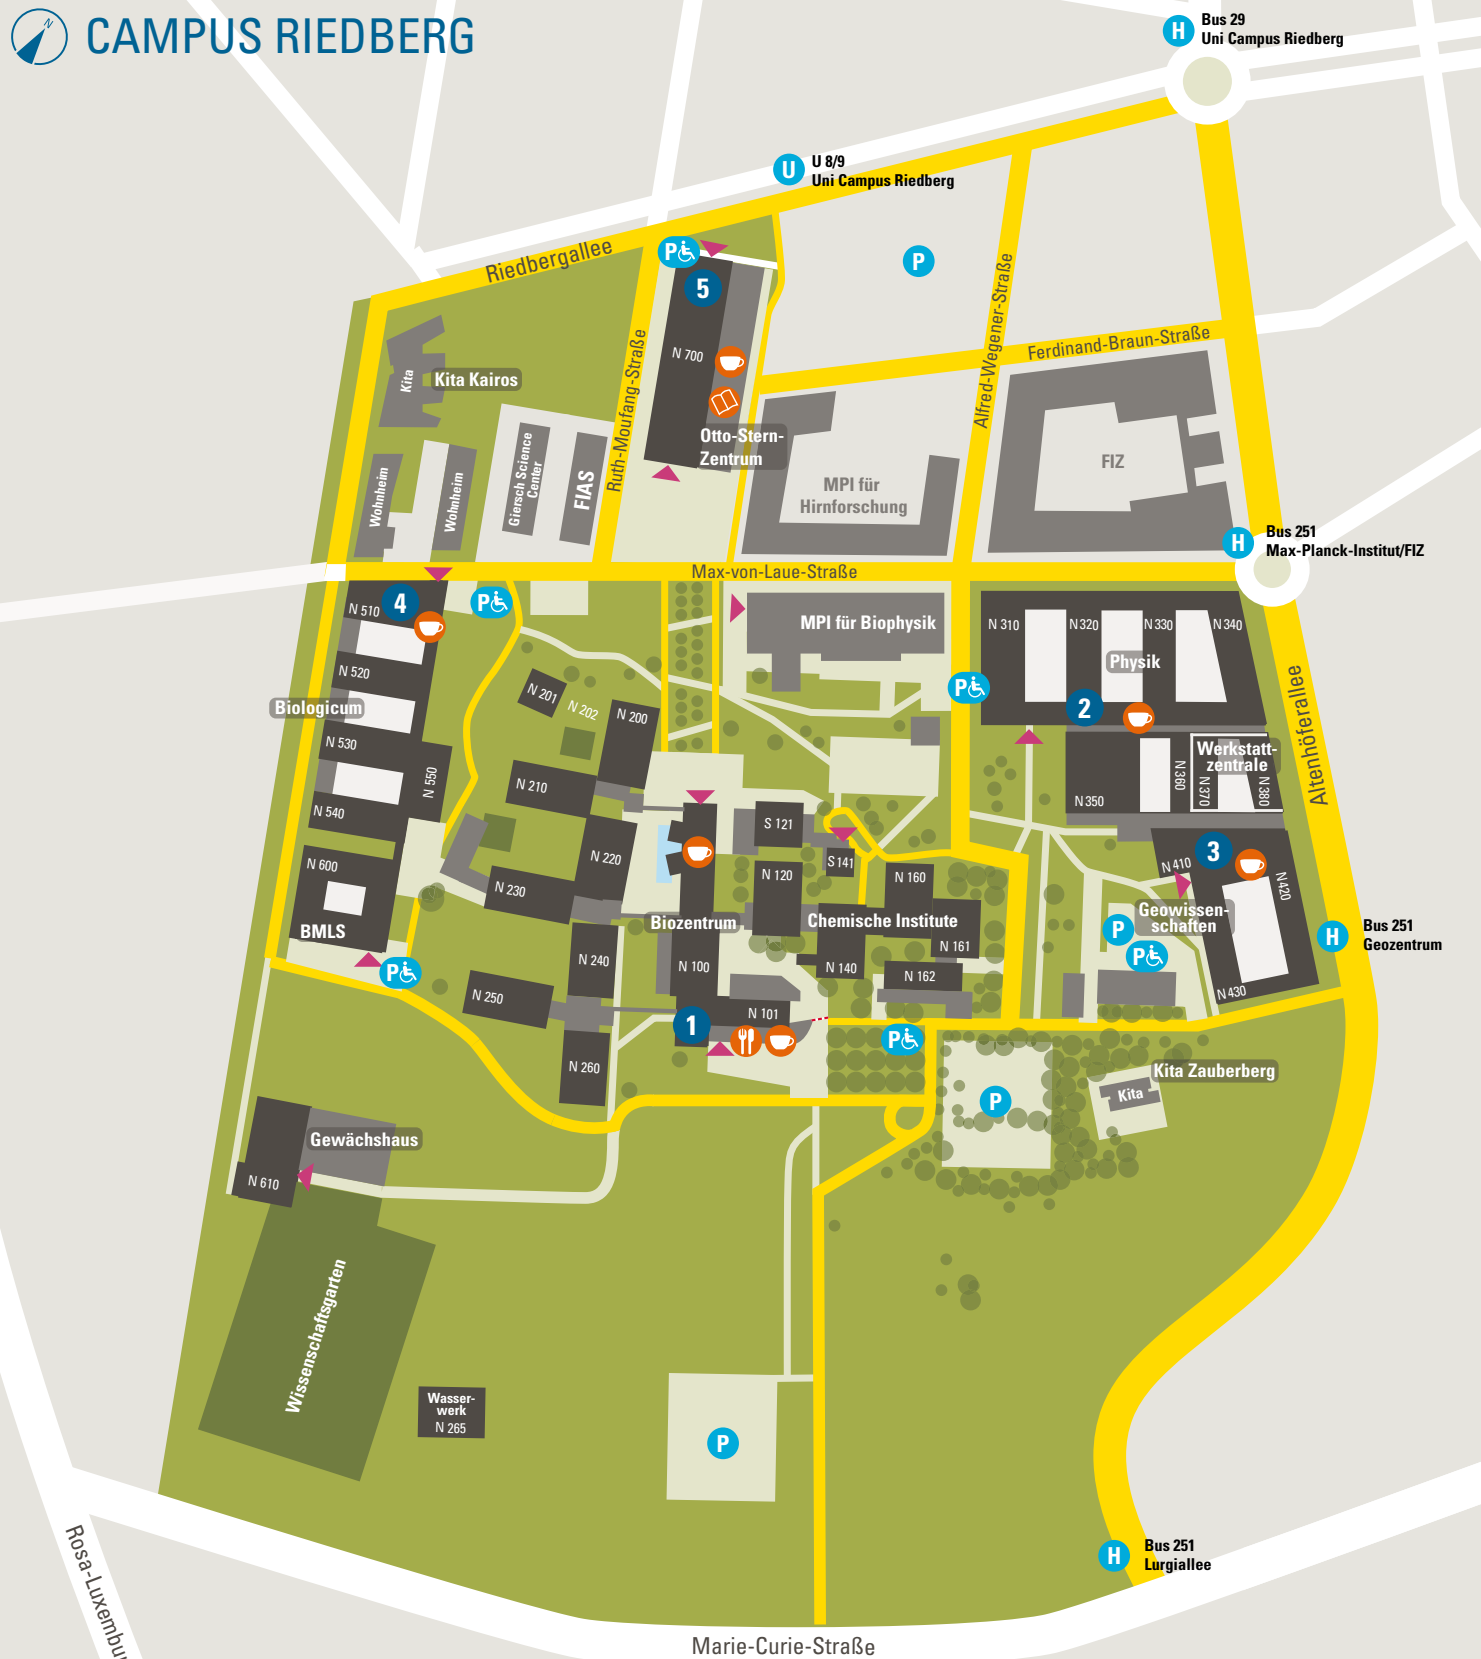 N
CAMPUS RIEDBERG
H
Bus 29
Uni Campus Riedberg
U
U 8/9
Uni Campus Riedberg
Riedbergallee
P
5
P
N 700
Ruth-Moufang-Straße
Alfred-Wegener-Straße
Ferdinand-Braun-Straße
Kita
Kita Kairos
Otto-Stern-
Zentrum
Wohnheim
Wohnheim
Giersch Science
Center
FIAS
MPI für
Hirnforschung
FIZ
H
Bus 251
Max-Planck-Institut/FIZ
Max-von-Laue-Straße
4
N 510
P
N 520
Biologicum
N 530
N 540
N 550
N 600
BMLS
P
MPI für Biophysik
P
N 310
N320
N330
N 340
Physik
2
Werkstatt-
zentrale
N 350
N 360
N 370
N 380
Altenhöferallee
N 201
N 202
N 200
N 210
N 220
N 230
N 240
N 250
N 260
S 121
S 141
N 120
N 160
Biozentrum
Chemische Institute
N 161
N 100
N 140
N 162
1
N 101
P
3
N 410
N 420
Geowissen-
schaften
P
P
N 430
H
Bus 251
Geozentrum
Kita Zauberberg
Kita
P
Gewächshaus
N 610
Wissenschaftsgarten
Wasser-
werk
N 265
P
H
Bus 251
Lurgiallee
Rosa-Luxembur
Marie-Curie-Straße